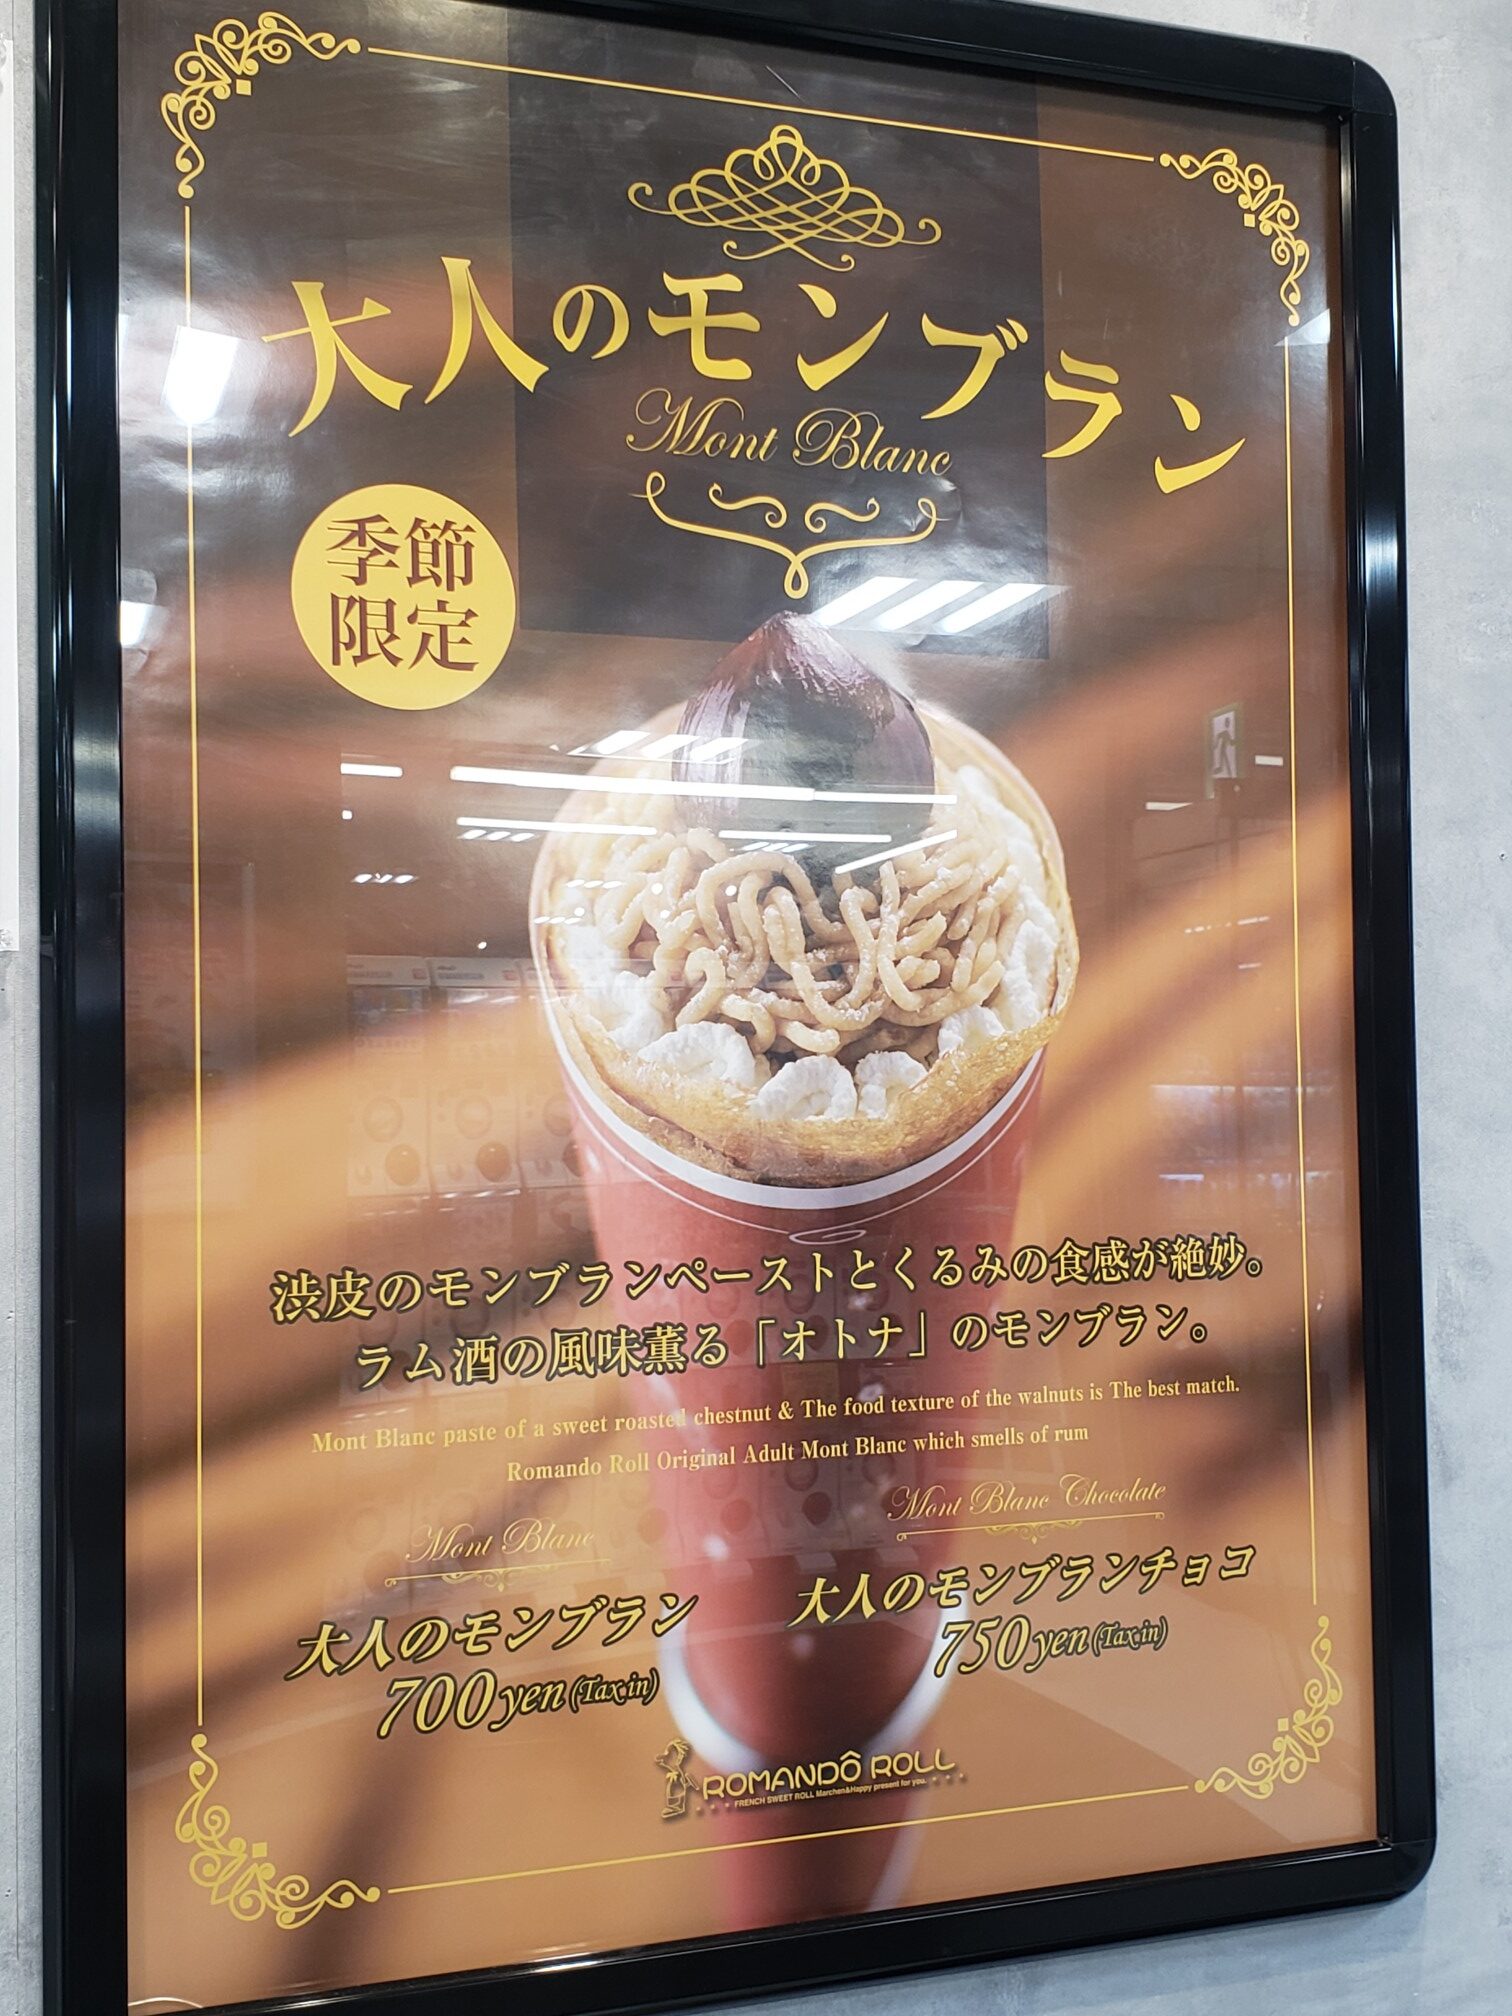 大人のモンブラン
Mont Blanc
季節
限定
渋皮のモンブランペーストとくるみの食感が絶妙。
ラム酒の風味薫る「オトナ」のモンブラン。
Mont Blanc paste of a sweet roasted chestnut & The food texture of the walnuts is The best match.
Romando Roll Original Adult Mont Blanc which smells of rum
Mont Blanc
大人のモンブラン
700yen(Tax in)
Mont Blanc Chocolate
大人のモンブランチョコ
750yen(Tax in)
ROMANDÔ ROLL
FRENCH SWEET ROLL Marchen&Happy present for you.